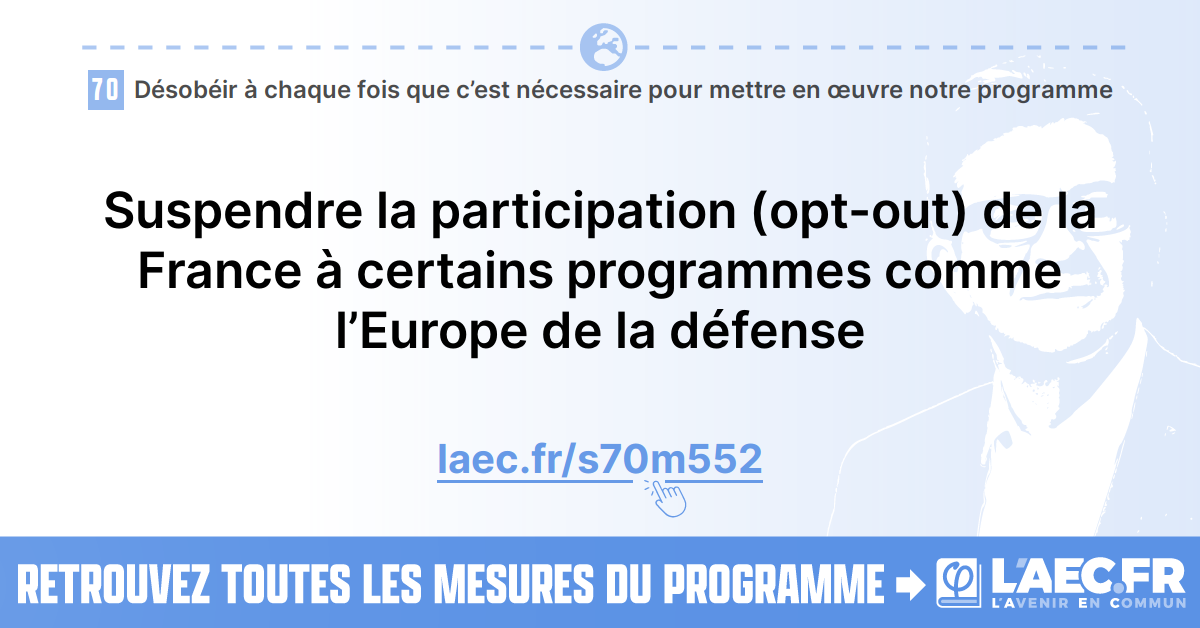 70 Désobéir à chaque fois que c’est nécessaire pour mettre en œuvre notre programme
Suspendre la participation (opt-out) de la
France à certains programmes comme
l’Europe de la défense
laec.fr/s70m552
RETROUVEZ TOUTES LES MESURES DU PROGRAMME
L'AEC.FR
L'AVENIR EN COMMUN